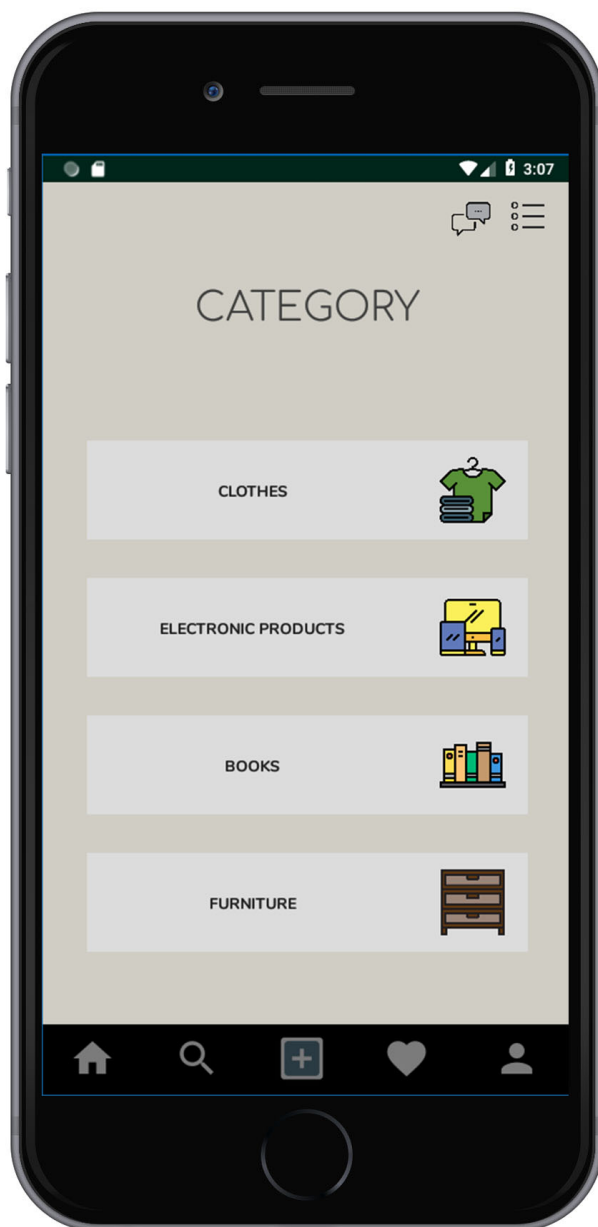 3:07
CATEGORY
CLOTHES
ELECTRONIC PRODUCTS
BOOKS
FURNITURE